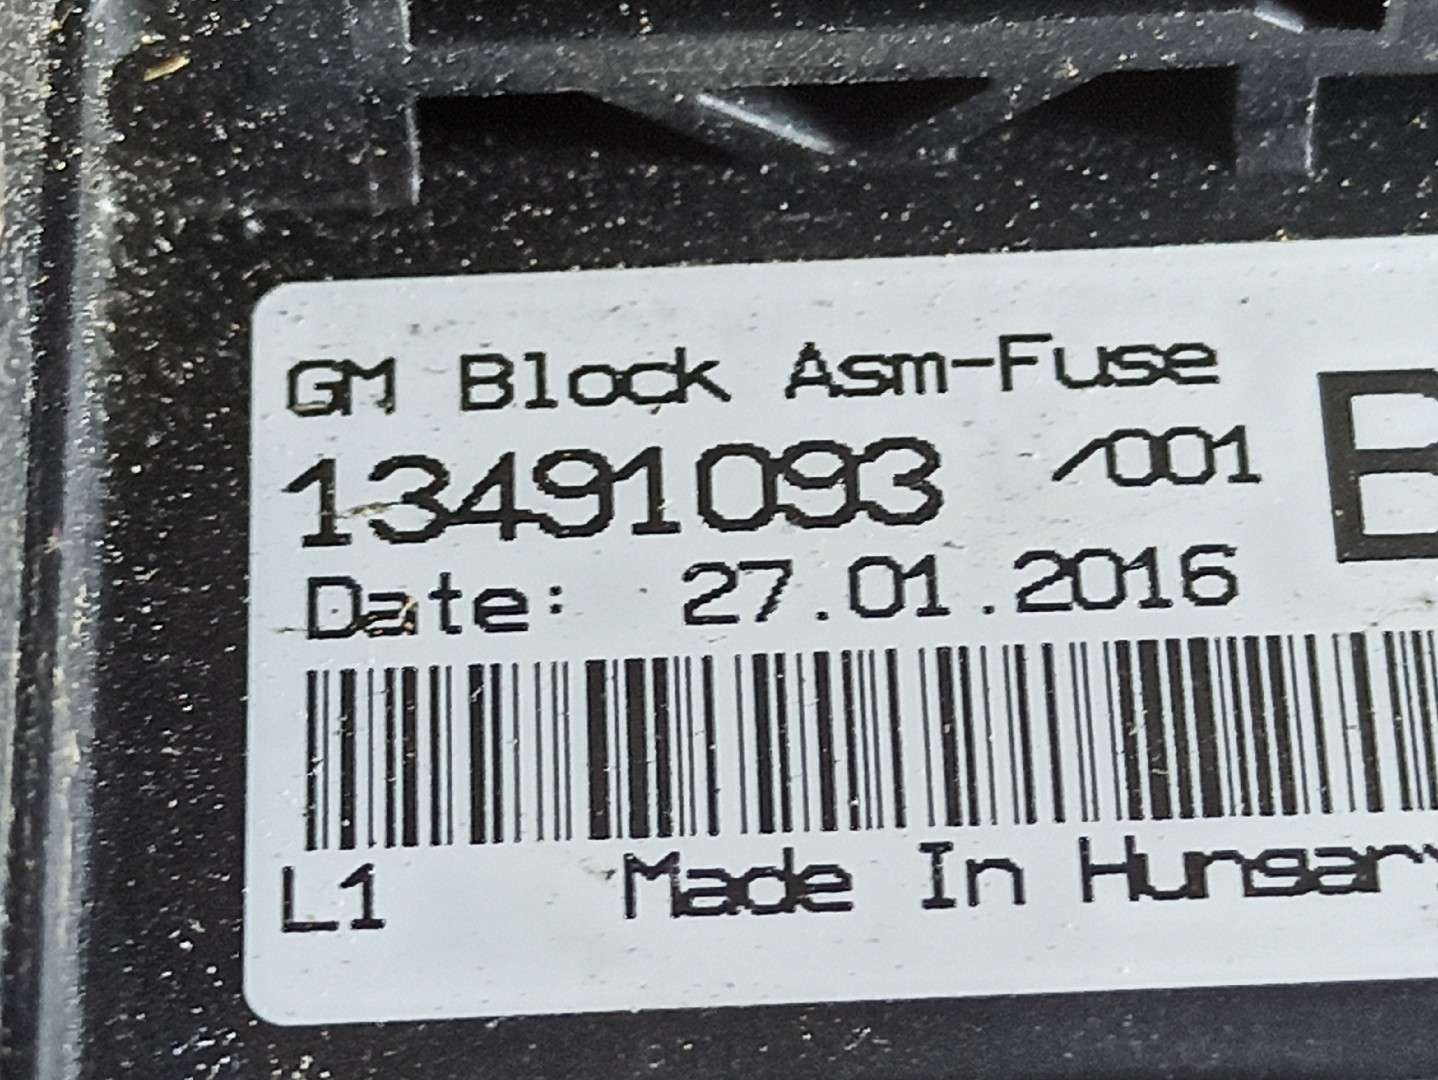 GM Block Asm-Fuse
13491093 /001
B
Date: 27.01.2016
L1 Made In Hungary